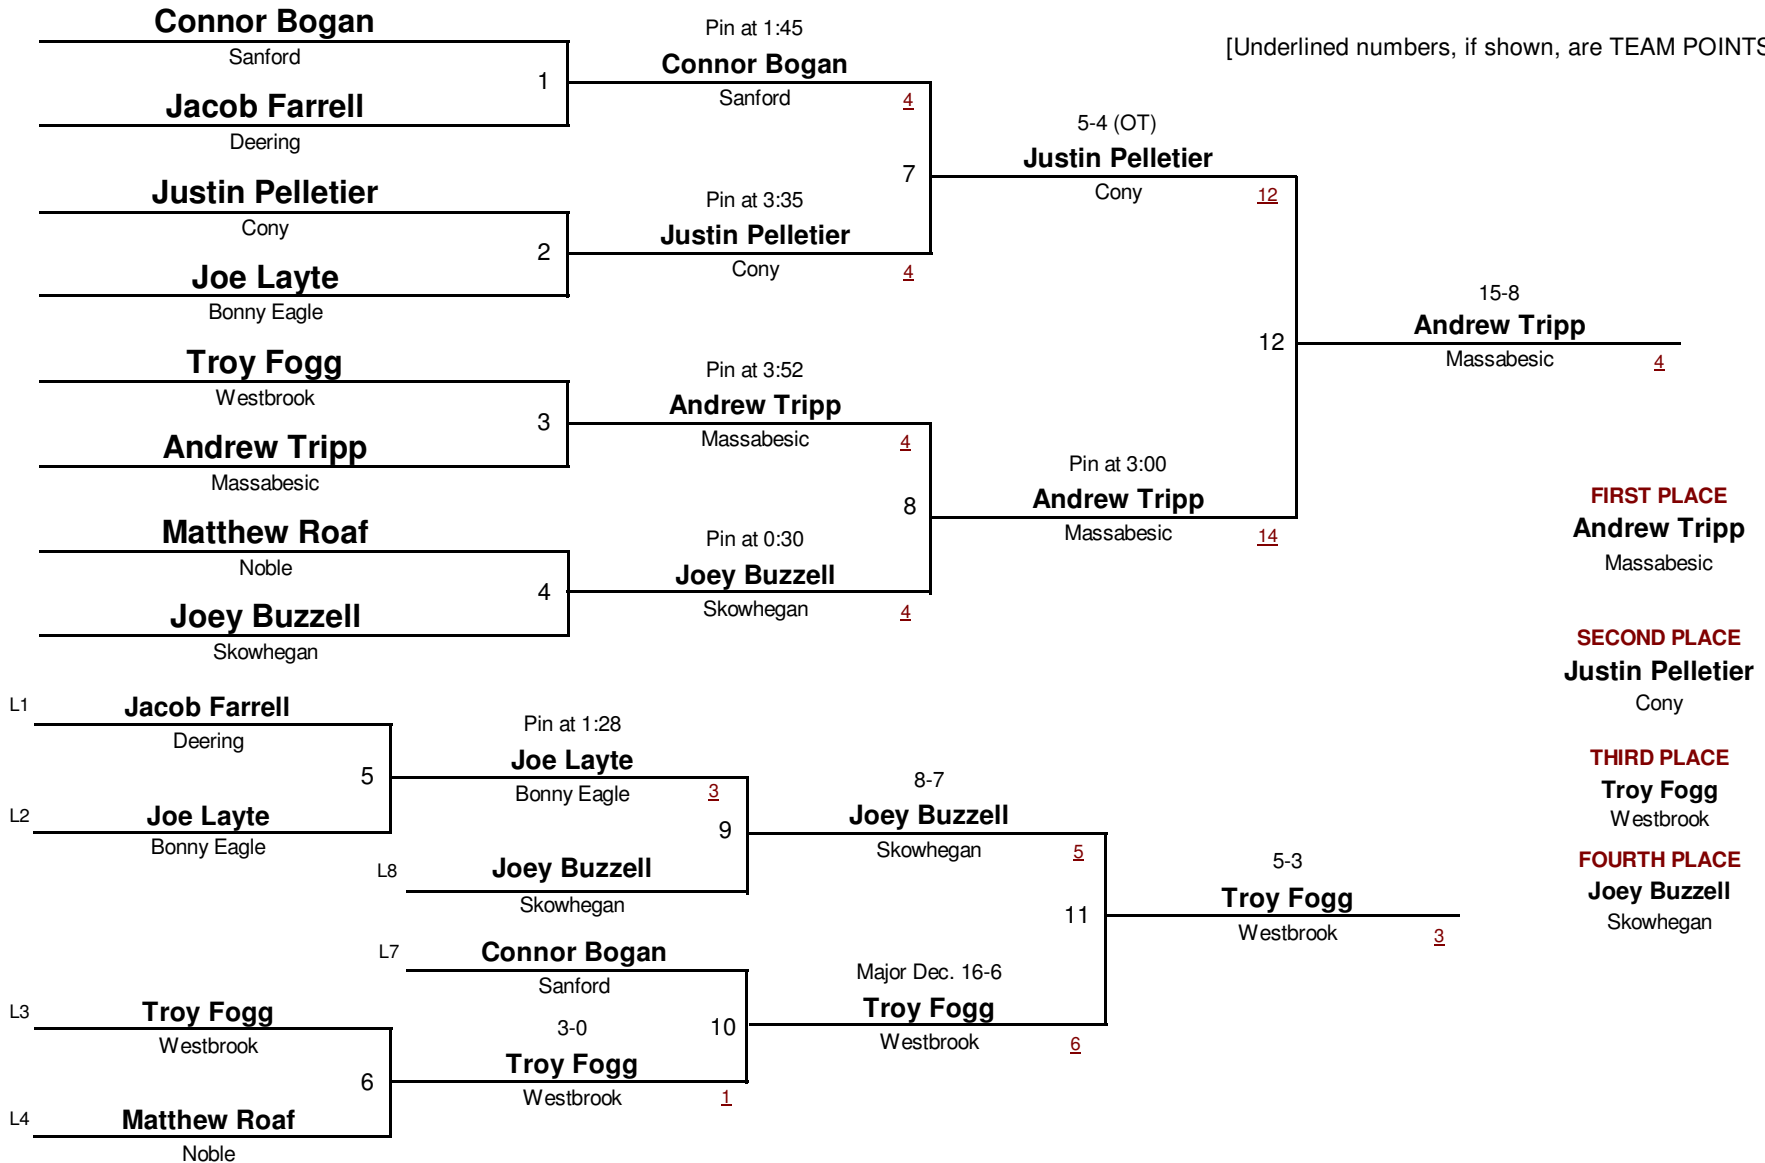 Connor Bogan
Sanford
1
Jacob Farrell
Deering
Justin Pelletier
Cony
2
Joe Layte
Bonny Eagle
Troy Fogg
Westbrook
3
Andrew Tripp
Massabesic
Matthew Roaf
Noble
4
Joey Buzzell
Skowhegan
Pin at 1:45
Connor Bogan
Sanford
4
7
Pin at 3:35
Justin Pelletier
Cony
4
Pin at 3:52
Andrew Tripp
Massabesic
4
8
Pin at 0:30
Joey Buzzell
Skowhegan
4
[Underlined numbers, if shown, are TEAM POINTS
5-4 (OT)
Justin Pelletier
Cony
12
12
Pin at 3:00
Andrew Tripp
Massabesic
14
15-8
Andrew Tripp
Massabesic
4
FIRST PLACE
Andrew Tripp
Massabesic
SECOND PLACE
Justin Pelletier
Cony
THIRD PLACE
Troy Fogg
Westbrook
FOURTH PLACE
Joey Buzzell
Skowhegan
L1
Jacob Farrell
Deering
5
L2
Joe Layte
Bonny Eagle
Pin at 1:28
Joe Layte
Bonny Eagle
3
9
L8
Joey Buzzell
Skowhegan
L7
Connor Bogan
Sanford
10
L3
Troy Fogg
Westbrook
6
L4
Matthew Roaf
Noble
3-0
Troy Fogg
Westbrook
1
8-7
Joey Buzzell
Skowhegan
5
11
Major Dec. 16-6
Troy Fogg
Westbrook
6
5-3
Troy Fogg
Westbrook
3